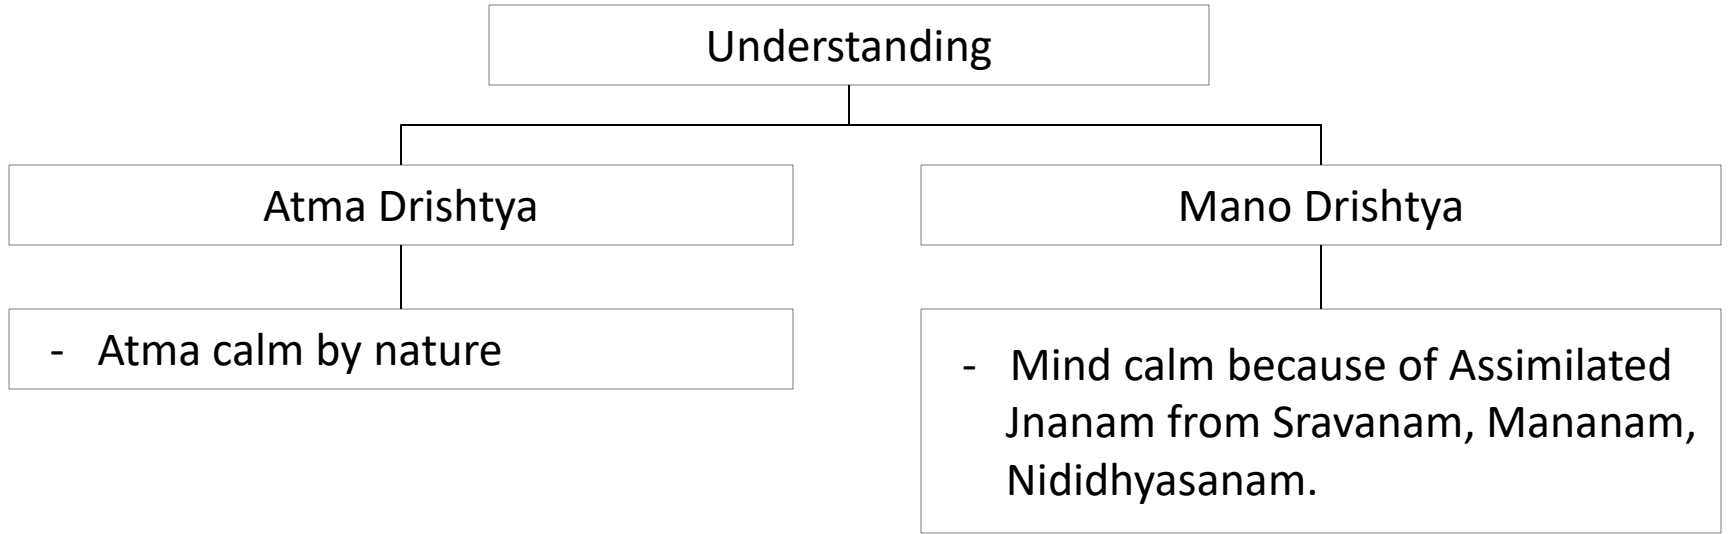 Understanding
Atma Drishtya
Mano Drishtya
- Atma calm by nature
- Mind calm because of Assimilated
Jnanam from Sravanam, Mananam,
Nididhyasanam.